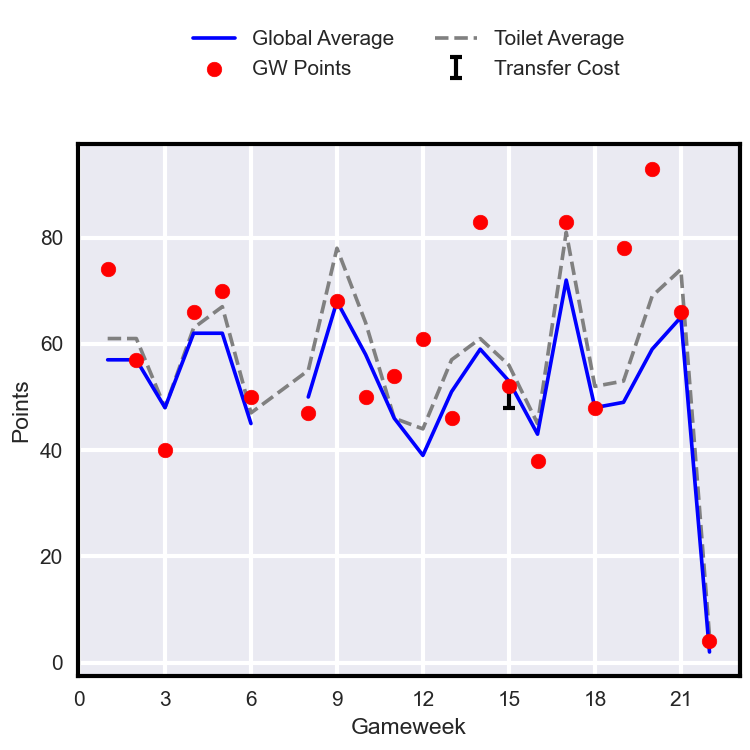 Global Average
GW Points
Toilet Average
Transfer Cost
80
60
40
20
0
Points
0 3 6 9 12 15 18 21
Gameweek